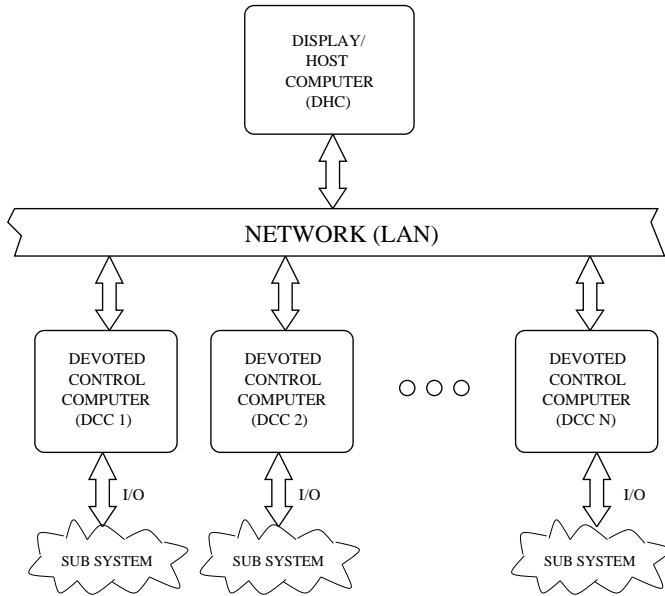 DISPLAY/
HOST
COMPUTER
(DHC)
NETWORK (LAN)
DEVOTED
CONTROL
COMPUTER
(DCC 1)
DEVOTED
CONTROL
COMPUTER
(DCC 2)
DEVOTED
CONTROL
COMPUTER
(DCC N)
I/O
I/O
I/O
SUB SYSTEM
SUB SYSTEM
SUB SYSTEM